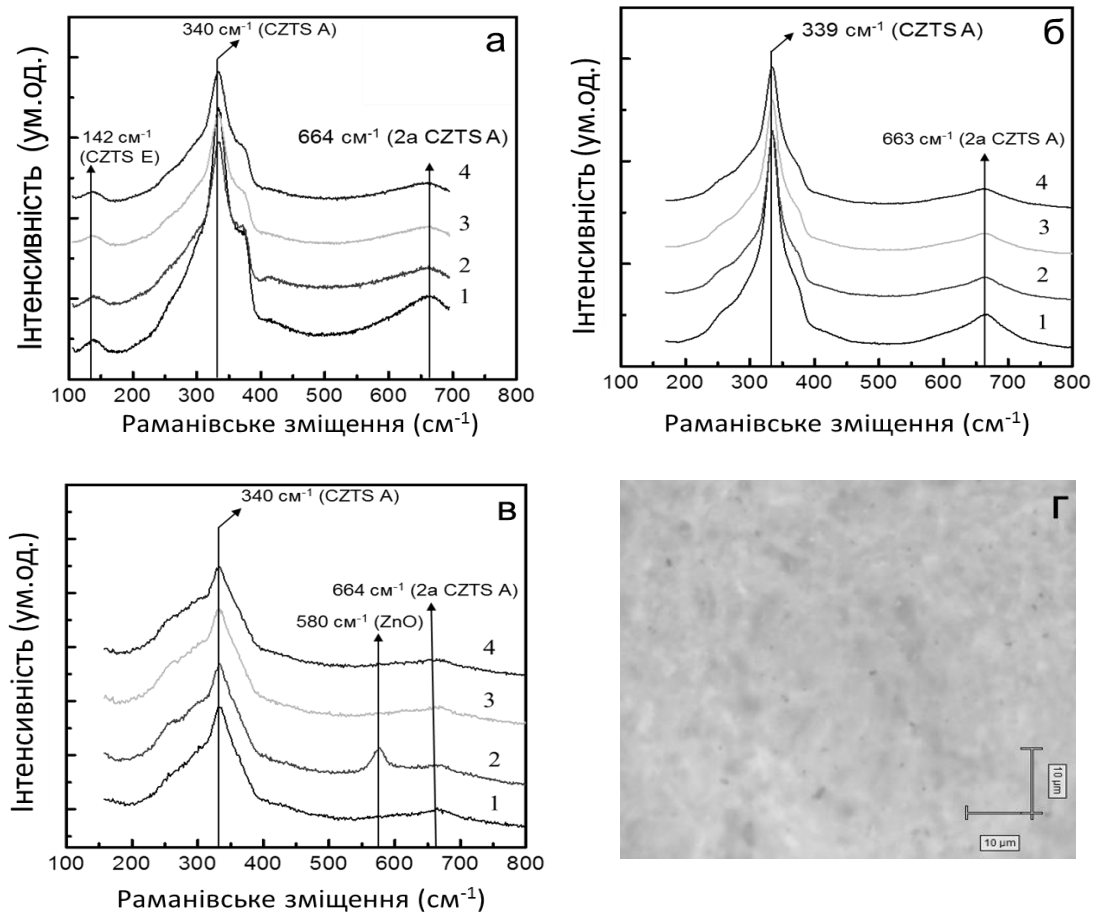 а
340 см⁻¹ (CZTS A)
142 см⁻¹
(CZTS E)
664 см⁻¹ (2a CZTS A)
4
3
2
1
Інтенсивність (ум.од.)
100 200 300 400 500 600 700 800
Раманівське зміщення (см⁻¹)
б
339 см⁻¹ (CZTS A)
663 см⁻¹ (2a CZTS A)
4
3
2
1
Інтенсивність (ум.од.)
100 200 300 400 500 600 700 800
Раманівське зміщення (см⁻¹)
в
340 см⁻¹ (CZTS A)
664 см⁻¹ (2a CZTS A)
580 см⁻¹ (ZnO)
4
3
2
1
Інтенсивність (ум.од.)
100 200 300 400 500 600 700 800
Раманівське зміщення (см⁻¹)
г
10 µm
10 µm